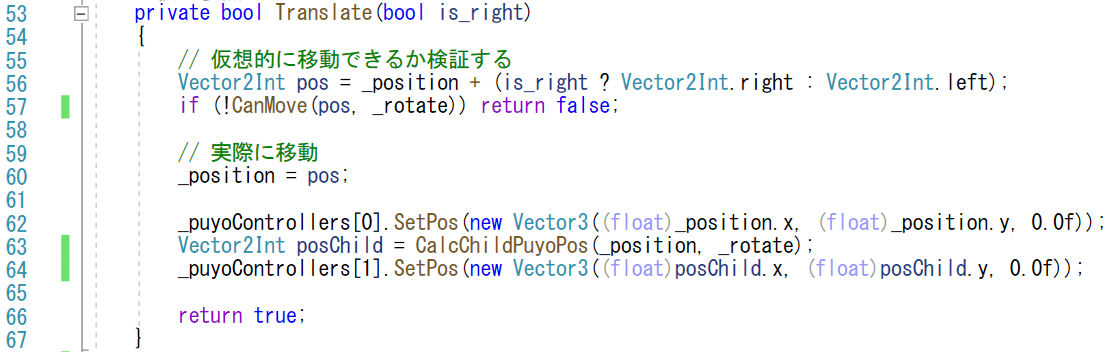 53 private bool Translate(bool is_right)
54 {
55 // 仮想的に移動できるか検証する
56 Vector2Int pos = _position + (is_right ? Vector2Int.right : Vector2Int.left);
57 if (!CanMove(pos, _rotate)) return false;
58
59 // 実際に移動
60 _position = pos;
61
62 _puyoControllers[0].SetPos(new Vector3((float)_position.x, (float)_position.y, 0.0f));
63 Vector2Int posChild = CalcChildPuyoPos(_position, _rotate);
64 _puyoControllers[1].SetPos(new Vector3((float)posChild.x, (float)posChild.y, 0.0f));
65
66 return true;
67 }